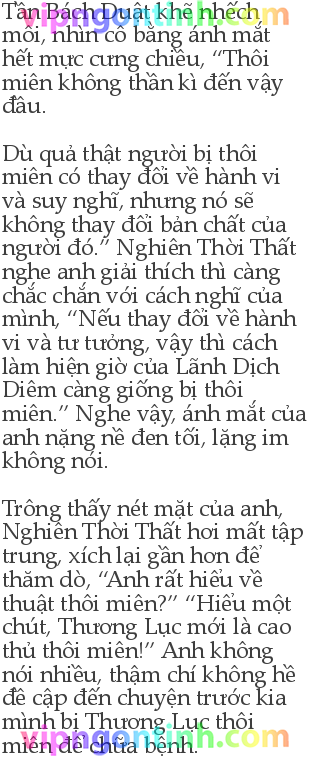 Tần Bách Duật khẽ nhếch
vipngontinh.com
môi, nhìn cô bằng ánh mắt
hết mực cưng chiều, “Thôi
miên không thần kì đến vậy
đâu.
Dù quả thật người bị thôi
miên có thay đổi về hành vi
và suy nghĩ, nhưng nó sẽ
không thay đổi bản chất của
người đó.” Nghiên Thời Thất
nghe anh giải thích thì càng
chắc chắn với cách nghĩ của
mình, “Nếu thay đổi về hành
vi và tư tưởng, vậy thì cách
làm hiện giờ của Lãnh Dịch
Diêm càng giống bị thôi
miên.” Nghe vậy, ánh mắt của
anh nặng nề đen tối, lặng im
không nói.
Trông thấy nét mặt của anh,
Nghiên Thời Thất hơi mất tập
trung, xích lại gần hơn để
thăm dò, “Anh rất hiểu về
thuật thôi miên?” “Hiểu một
chút, Thương Lục mới là cao
thủ thôi miên!” Anh không
nói nhiều, thậm chí không hề
đề cập đến chuyện trước kia
mình bị Thương Lục thôi
vipngontinh.com
miên để chữa bệnh.